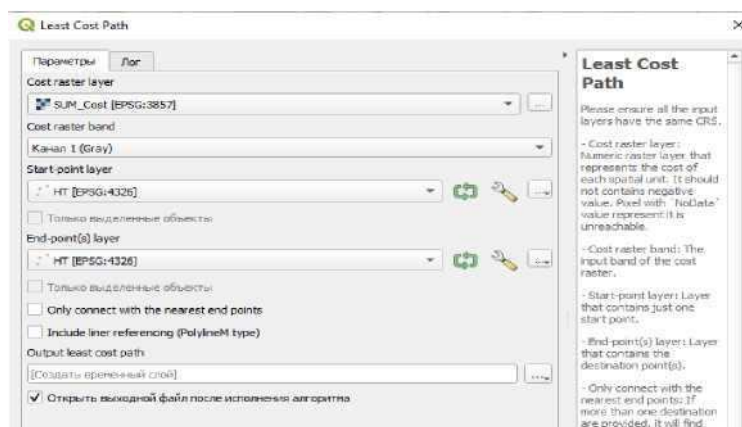 Least Cost Path
Параметры
Лог
Cost raster layer
SUM_Cost [EPSG:3857]
Cost raster band
Канал 1 (Gray)
Start-point layer
НТ [EPSG:4326]
Только выделенные объекты
End-point(s) layer
НТ [EPSG:4326]
Только выделенные объекты
Only connect with the nearest end points
Include liner referencing (PolylineM type)
Output least cost path
[Создать временный слой]
Открыть выходной файл после исполнения алгоритма
Least Cost
Path
Please ensure all the input
layers have the same CRS.
- Cost raster layer:
Numeric raster layer that
represents the cost of
each spatial unit. It should
not contains negative
value. Pixel with `NoData`
value represent it is
unreachable.
- Cost raster band: The
input band of the cost
raster.
- Start-point layer: Layer
that contains just one
start point.
- End-point(s) layer: Layer
that contains the
destination point(s).
- Only connect with the
nearest end points: If
more than one destination
are provided, it will find